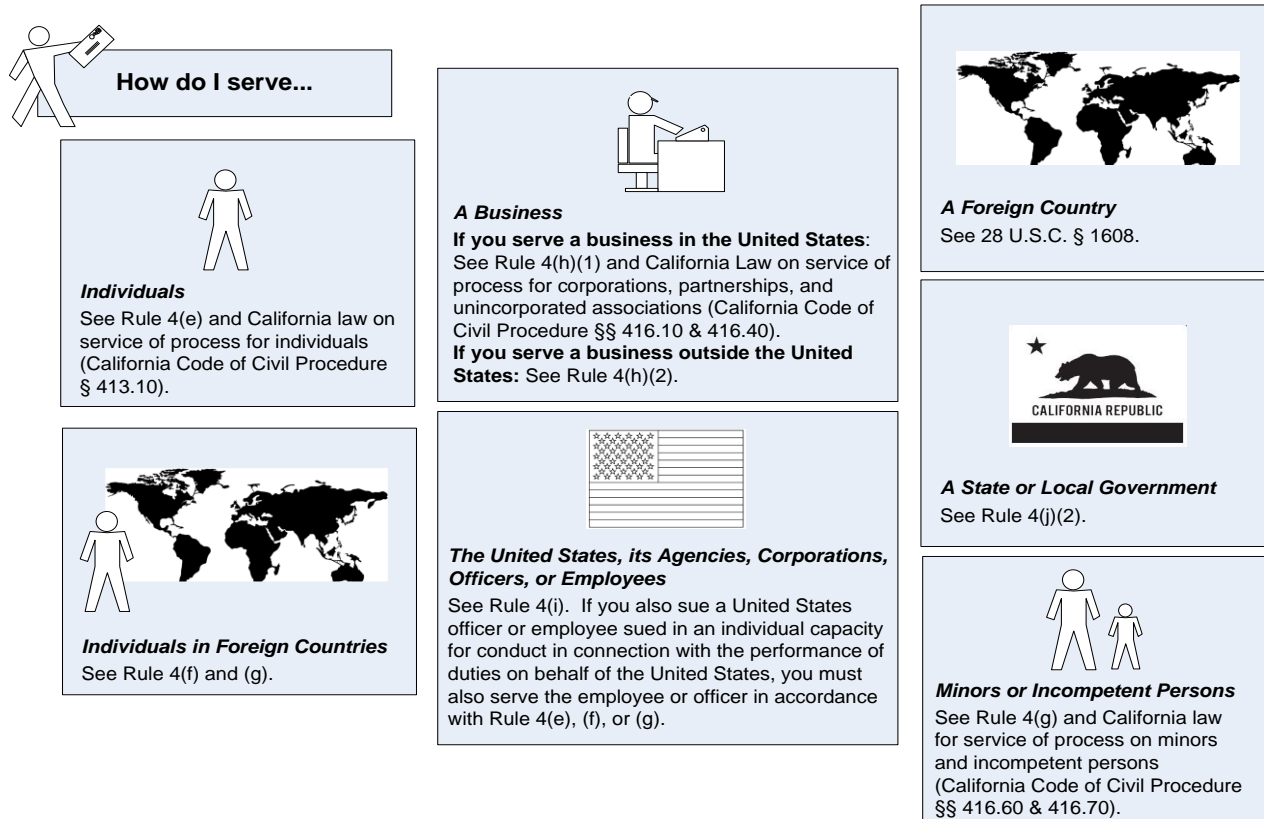 How do I serve...
Individuals
See Rule 4(e) and California law on
service of process for individuals
(California Code of Civil Procedure
§ 413.10).
Individuals in Foreign Countries
See Rule 4(f) and (g).
A Business
If you serve a business in the United States:
See Rule 4(h)(1) and California Law on service of
process for corporations, partnerships, and
unincorporated associations (California Code of
Civil Procedure §§ 416.10 & 416.40).
If you serve a business outside the United
States: See Rule 4(h)(2).
The United States, its Agencies, Corporations,
Officers, or Employees
See Rule 4(i).  If you also sue a United States
officer or employee sued in an individual capacity
for conduct in connection with the performance of
duties on behalf of the United States, you must
also serve the employee or officer in accordance
with Rule 4(e), (f), or (g).
A Foreign Country
See 28 U.S.C. § 1608.
CALIFORNIA REPUBLIC
A State or Local Government
See Rule 4(j)(2).
Minors or Incompetent Persons
See Rule 4(g) and California law
for service of process on minors
and incompetent persons
(California Code of Civil Procedure
§§ 416.60 & 416.70).